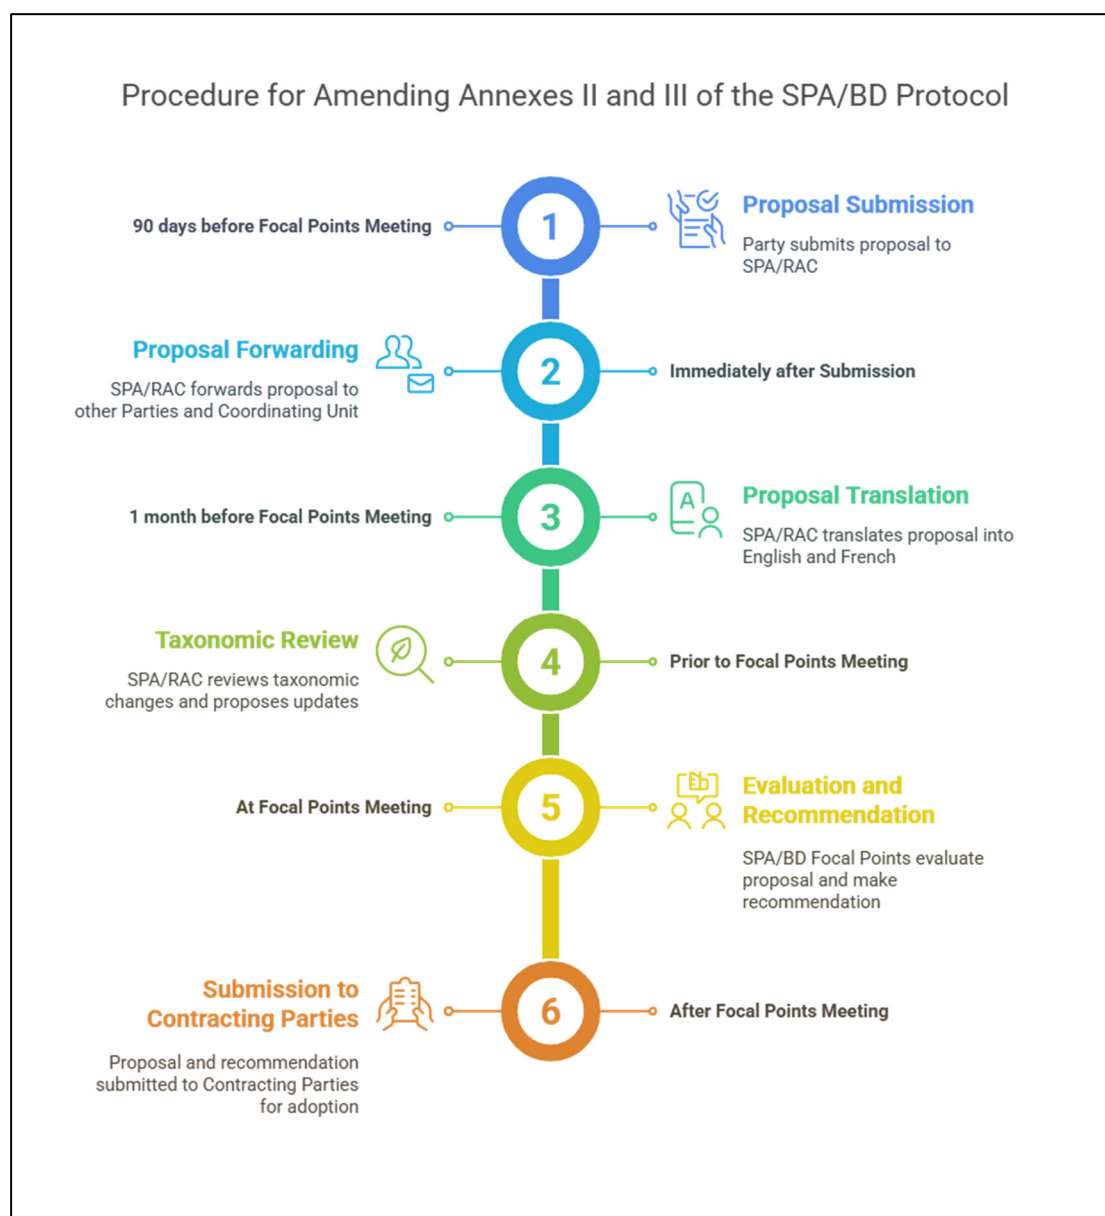 Procedure for Amending Annexes II and III of the SPA/BD Protocol
90 days before Focal Points Meeting
1
Proposal Submission
Party submits proposal to
SPA/RAC
Proposal Forwarding
SPA/RAC forwards proposal to
other Parties and Coordinating Unit
2
Immediately after Submission
1 month before Focal Points Meeting
3
A
Proposal Translation
SPA/RAC translates proposal into
English and French
Taxonomic Review
SPA/RAC reviews taxonomic
changes and proposes updates
4
Prior to Focal Points Meeting
At Focal Points Meeting
5
Evaluation and
Recommendation
SPA/BD Focal Points evaluate
proposal and make
recommendation
Submission to
Contracting Parties
Proposal and recommendation
submitted to Contracting Parties
for adoption
6
After Focal Points Meeting